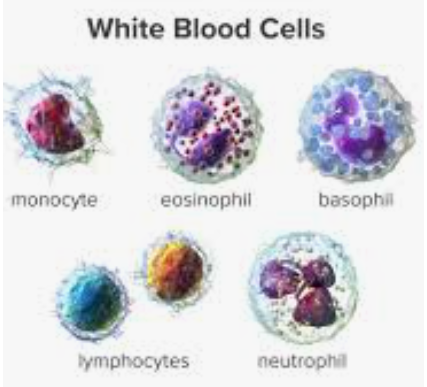 White Blood Cells
monocyte
eosinophil
basophil
lymphocytes
neutrophil